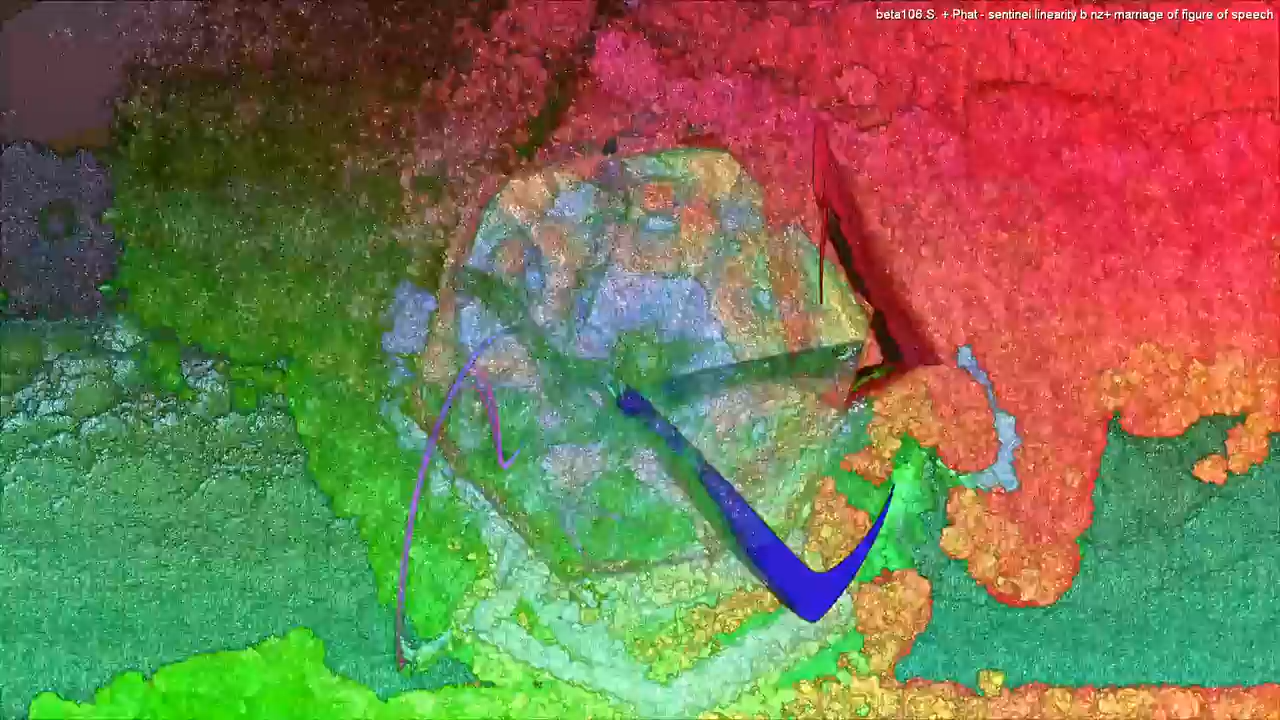 beta106.S. + Phat - sentinel linearity b nz+ marriage of figure of speech